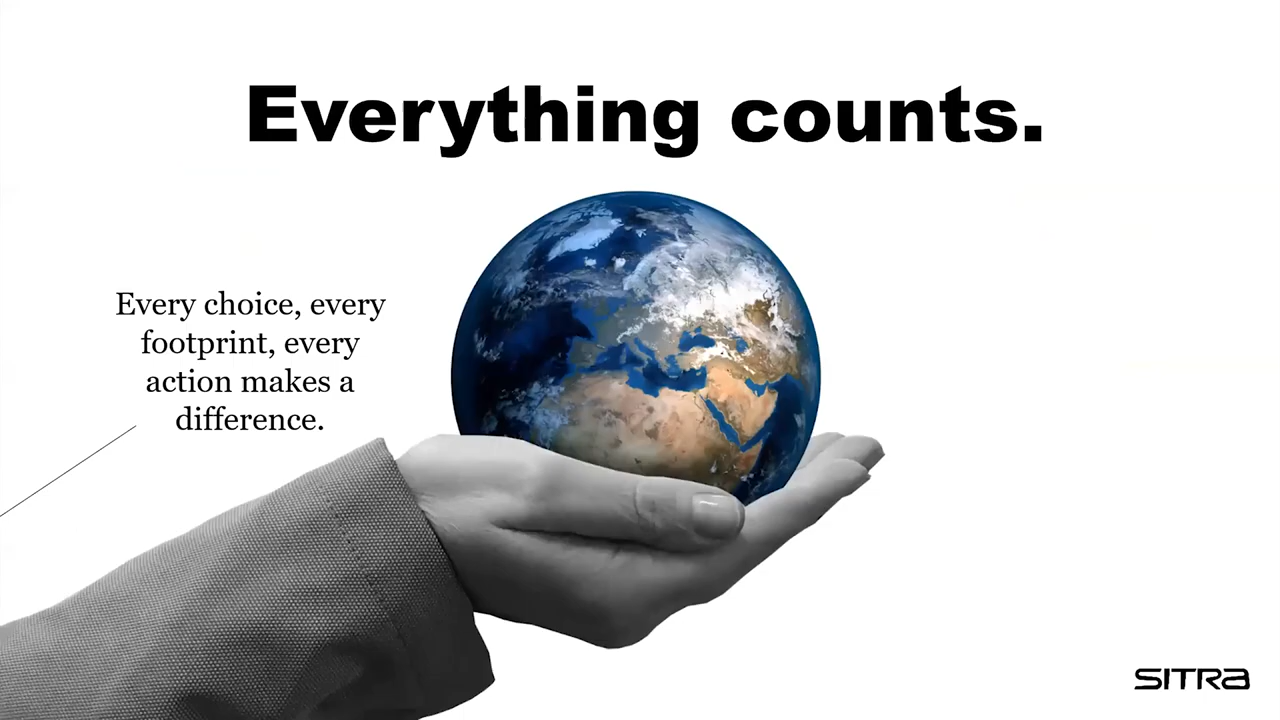 Everything counts.
Every choice, every
footprint, every
action makes a
difference.
SITRA